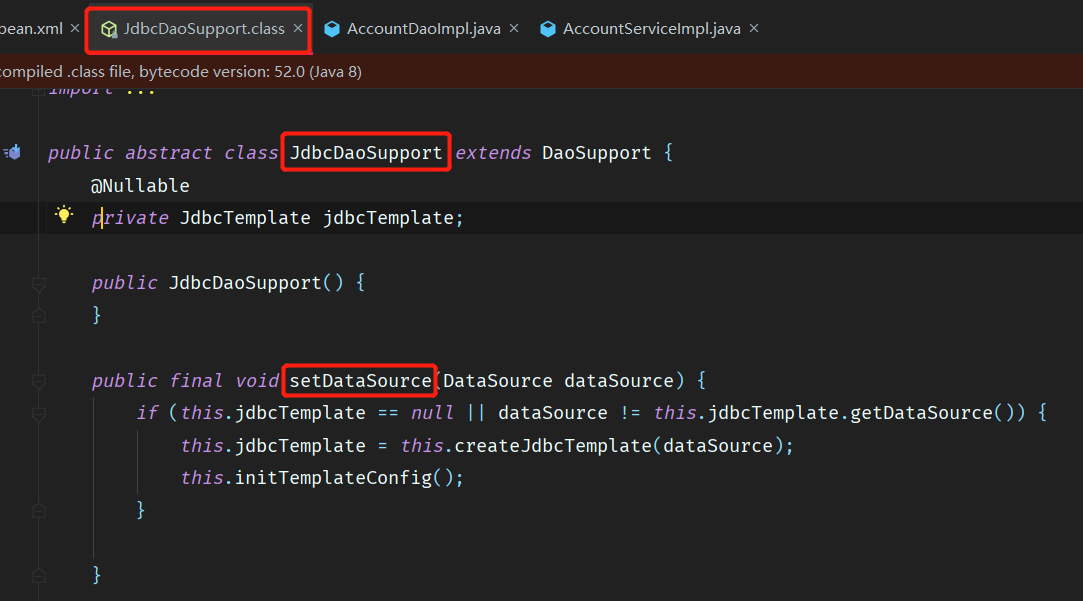 bean.xml × JdbcDaoSupport.class × AccountDaoImpl.java × AccountServiceImpl.java ×
compiled .class file, bytecode version: 52.0 (Java 8)
import ...
public abstract class JdbcDaoSupport extends DaoSupport {
@Nullable
private JdbcTemplate jdbcTemplate;
public JdbcDaoSupport() {
}
public final void setDataSource(DataSource dataSource) {
if (this.jdbcTemplate == null || dataSource != this.jdbcTemplate.getDataSource()) {
this.jdbcTemplate = this.createJdbcTemplate(dataSource);
this.initTemplateConfig();
}
}